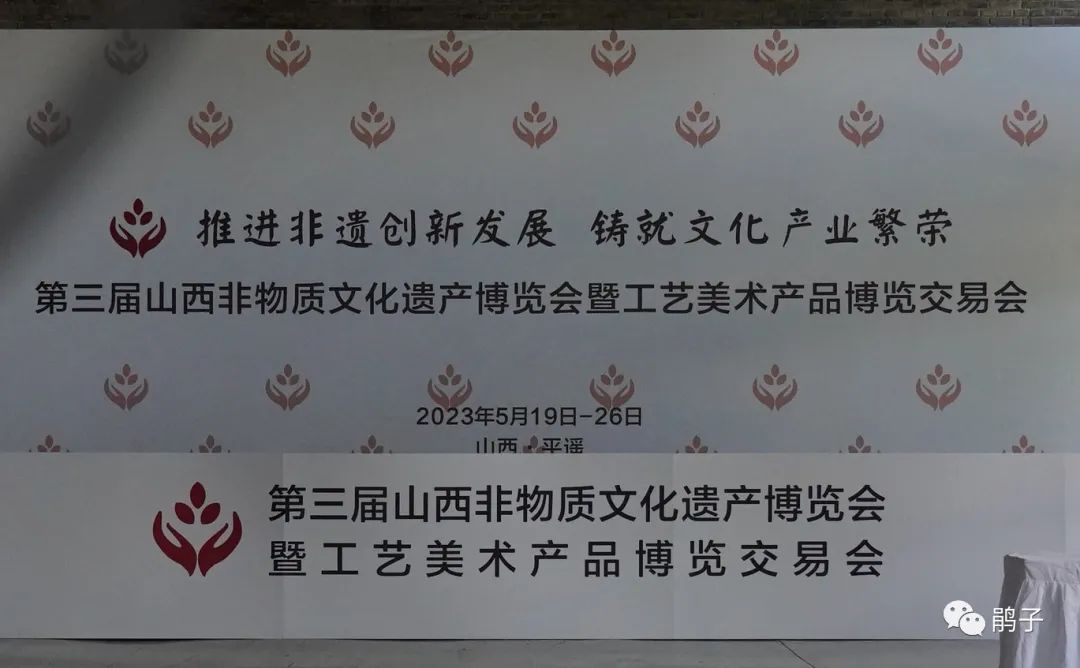 推进非遗创新发展 铸就文化产业繁荣
第三届山西非物质文化遗产博览会暨工艺美术产品博览交易会
2023年5月19日-26日
山西·平遥
第三届山西非物质文化遗产博览会
暨工艺美术产品博览交易会
鹃子